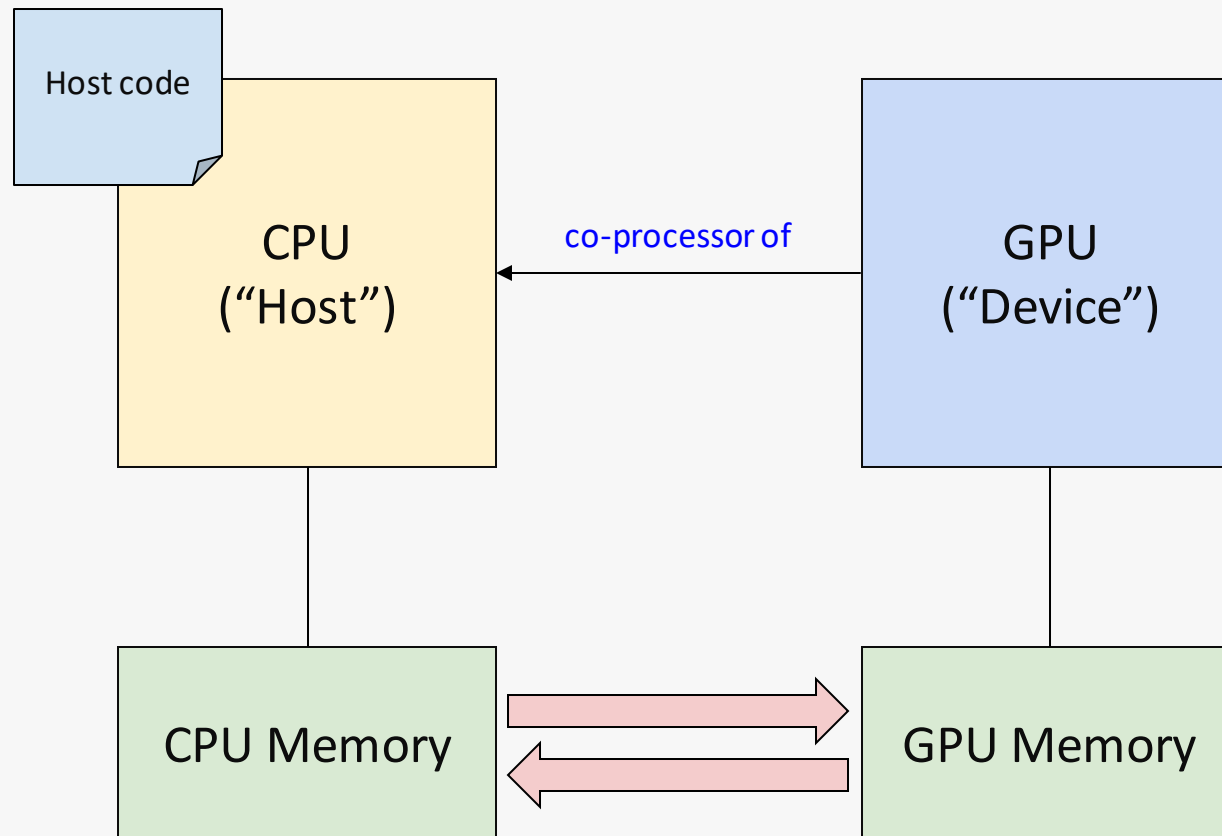 Host code
CPU
(“Host”)
co-processor of
GPU
(“Device”)
CPU Memory
GPU Memory